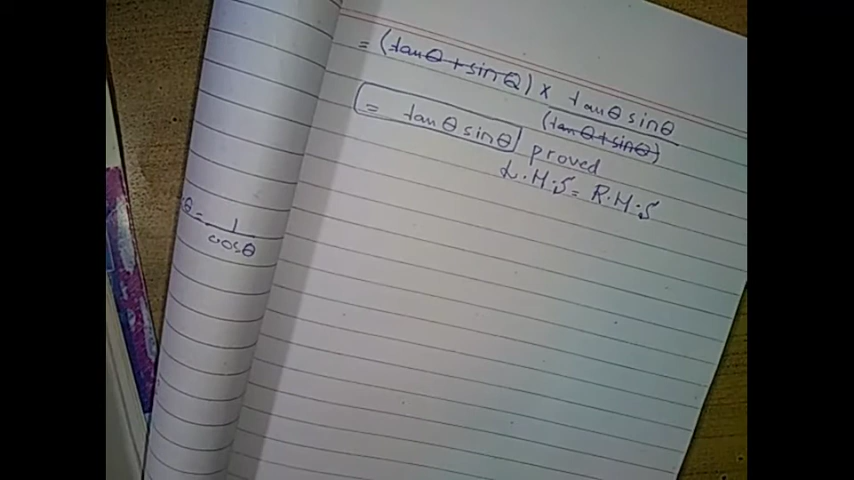 = (tanθ + sinθ) × tanθ sinθ / (tanθ + sinθ)
= tanθ sinθ proved
L.H.S = R.H.S
θ = 1 / cosθ